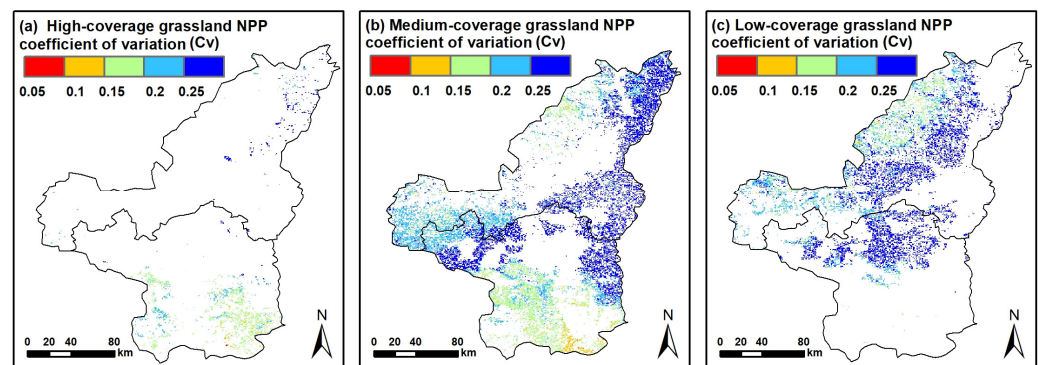 (a) High-coverage grassland NPP
coefficient of variation (Cv)
0.05 0.1 0.15 0.2 0.25
N
0 20 40 80
km
(b) Medium-coverage grassland NPP
coefficient of variation (Cv)
0.05 0.1 0.15 0.2 0.25
N
0 20 40 80
km
(c) Low-coverage grassland NPP
coefficient of variation (Cv)
0.05 0.1 0.15 0.2 0.25
N
0 20 40 80
km